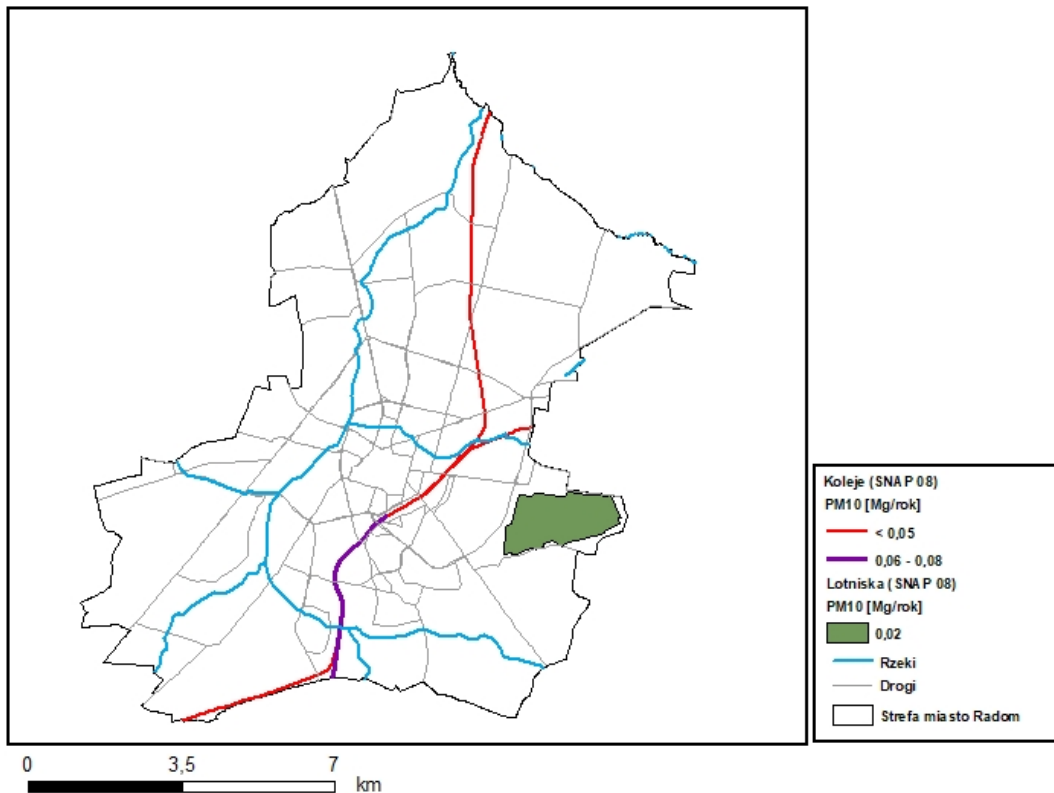 Koleje (SNAP 08)
PM10 [Mg/rok]
< 0,05
0,06 - 0,08
Lotniska (SNAP 08)
PM10 [Mg/rok]
0,02
Rzeki
Drogi
Strefa miasto Radom
0 3,5 7
km